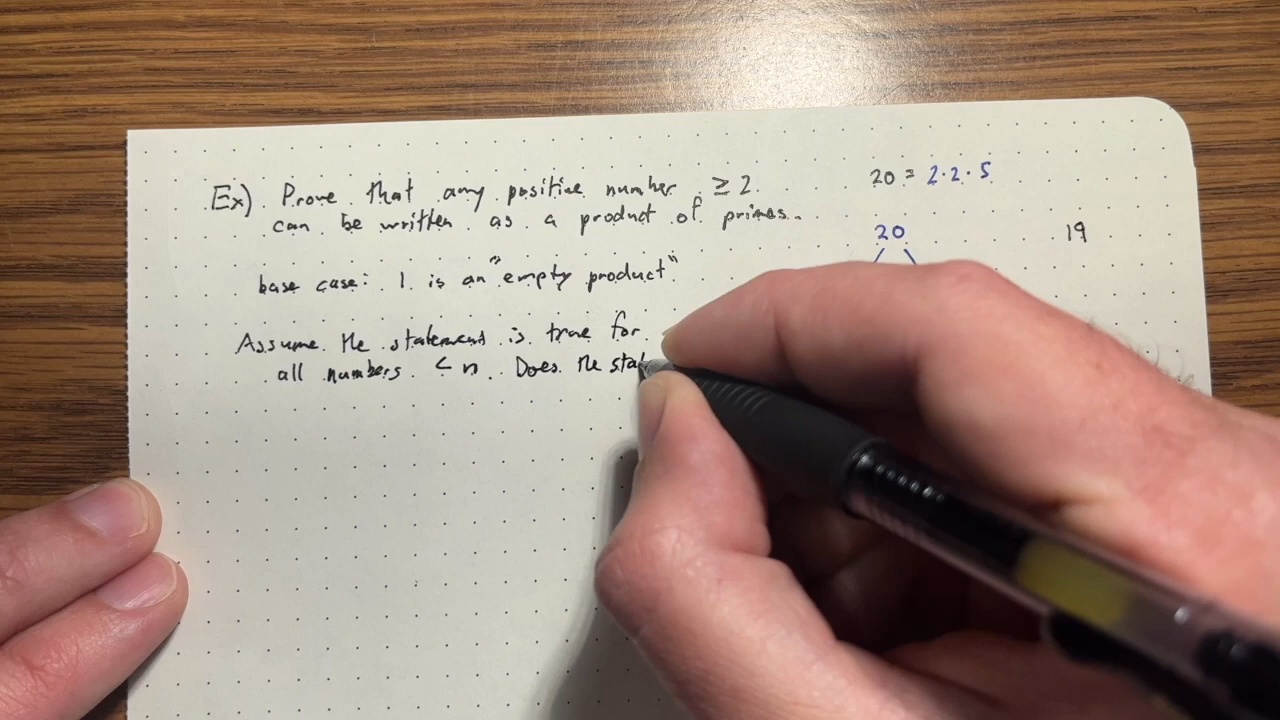 Ex) Prove that any positive number ≥ 2
can be written as a product of primes.
20 = 2·2·5
20
19
base case: 1 is an "empty product"
Assume the statement is true for
all numbers < n. Does the stat